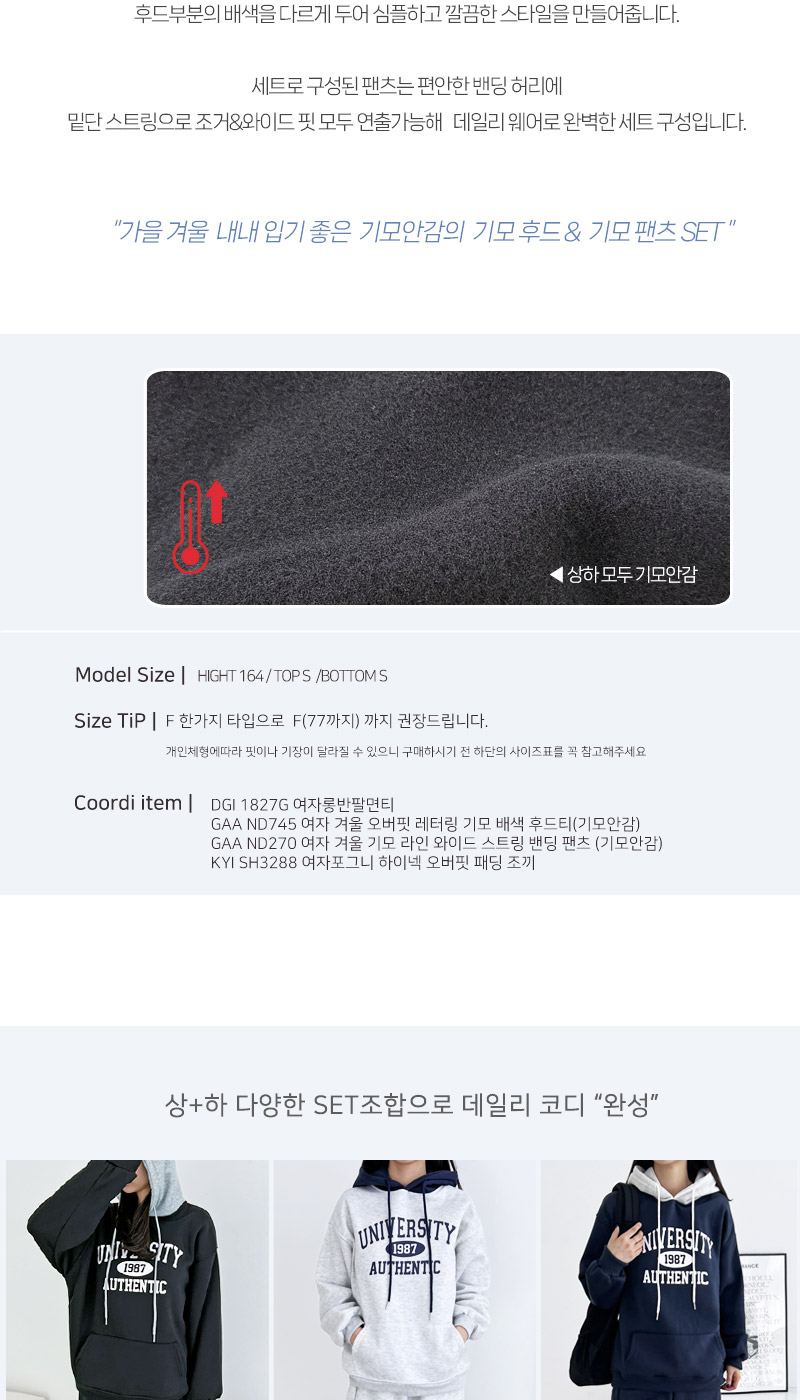 후드부분의 배색을 다르게 두어 심플하고 깔끔한 스타일을 만들어줍니다.
세트로 구성된 팬츠는 편안한 밴딩 허리에
밑단 스트링으로 조거&와이드 핏 모두 연출가능해 데일리 웨어로 완벽한 세트 구성입니다.
"가을 겨울 내내 입기 좋은 기모안감의 기모 후드 & 기모 팬츠 SET"
◀ 상하 모두 기모안감
Model Size | HIGHT 164 / TOP S /BOTTOM S
Size TiP | F 한가지 타입으로 F(77까지) 까지 권장드립니다.
개인체형에따라 핏이나 기장이 달라질 수 있으니 구매하시기 전 하단의 사이즈표를 꼭 참고해주세요
Coordi item | DGI 1827G 여자롱반팔면티
GAA ND745 여자 겨울 오버핏 레터링 기모 배색 후드티(기모안감)
GAA ND270 여자 겨울 기모 라인 와이드 스트링 밴딩 팬츠 (기모안감)
KYI SH3288 여자포그니 하이넥 오버핏 패딩 조끼
상+하 다양한 SET조합으로 데일리 코디 “완성”
UNIVERSITY
1987
AUTHENTIC
UNIVERSITY
1987
AUTHENTIC
UNIVERSITY
1987
AUTHENTIC